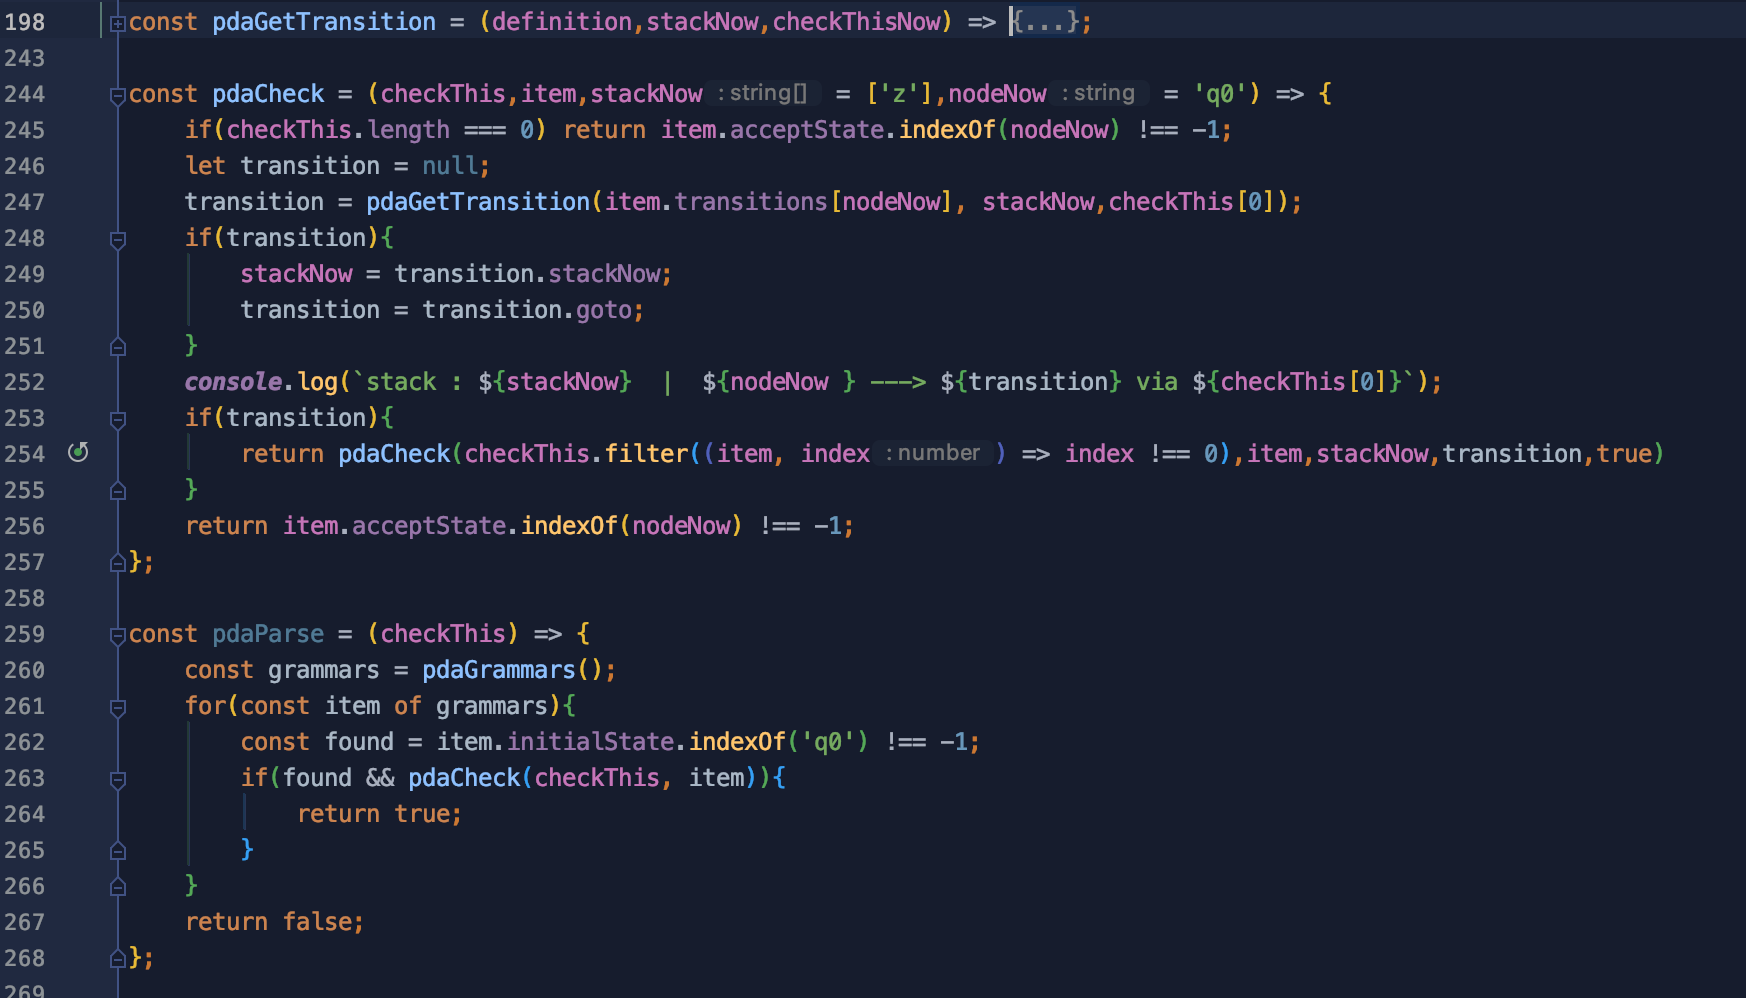 198 const pdaGetTransition = (definition,stackNow,checkThisNow) => {...};
243
244 const pdaCheck = (checkThis,item,stackNow : string[] = ['z'],nodeNow : string = 'q0') => {
245 if(checkThis.length === 0) return item.acceptState.indexOf(nodeNow) !== -1;
246 let transition = null;
247 transition = pdaGetTransition(item.transitions[nodeNow], stackNow,checkThis[0]);
248 if(transition){
249 stackNow = transition.stackNow;
250 transition = transition.goto;
251 }
252 console.log(`stack : ${stackNow}  |  ${nodeNow } ---> ${transition} via ${checkThis[0]}`);
253 if(transition){
254 return pdaCheck(checkThis.filter((item, index : number ) => index !== 0),item,stackNow,transition,true)
255 }
256 return item.acceptState.indexOf(nodeNow) !== -1;
257 };
258
259 const pdaParse = (checkThis) => {
260 const grammars = pdaGrammars();
261 for(const item of grammars){
262 const found = item.initialState.indexOf('q0') !== -1;
263 if(found && pdaCheck(checkThis, item)){
264 return true;
265 }
266 }
267 return false;
268 };
269